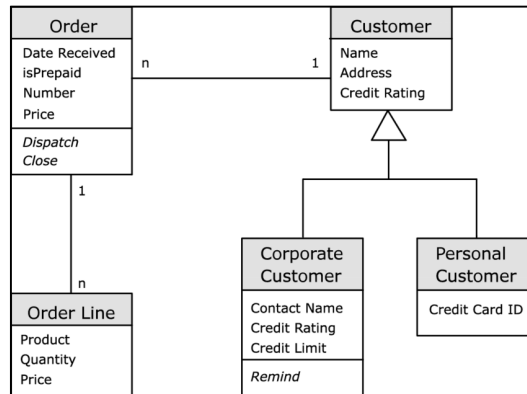 Order
Date Received
isPrepaid
Number
Price
Dispatch
Close
n
1
Customer
Name
Address
Credit Rating
1
n
Order Line
Product
Quantity
Price
Corporate
Customer
Contact Name
Credit Rating
Credit Limit
Remind
Personal
Customer
Credit Card ID